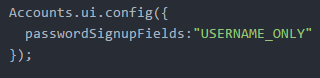 Accounts.ui.config({
  passwordSignupFields:"USERNAME_ONLY"
});